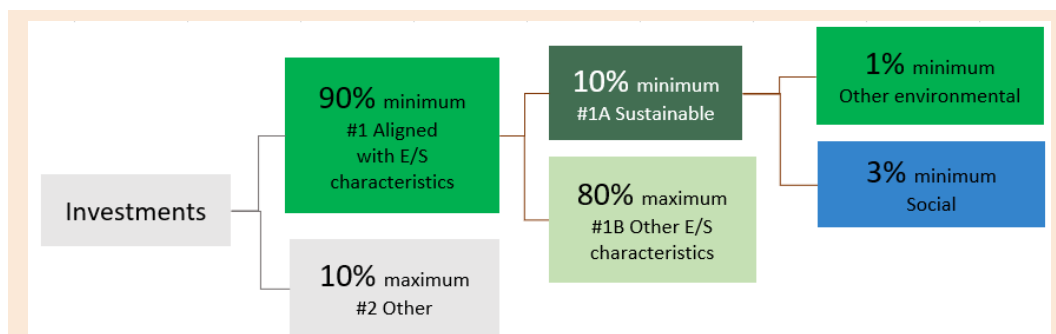 Investments
90% minimum
#1 Aligned
with E/S
characteristics
10% maximum
#2 Other
10% minimum
#1A Sustainable
80% maximum
#1B Other E/S
characteristics
1% minimum
Other environmental
3% minimum
Social